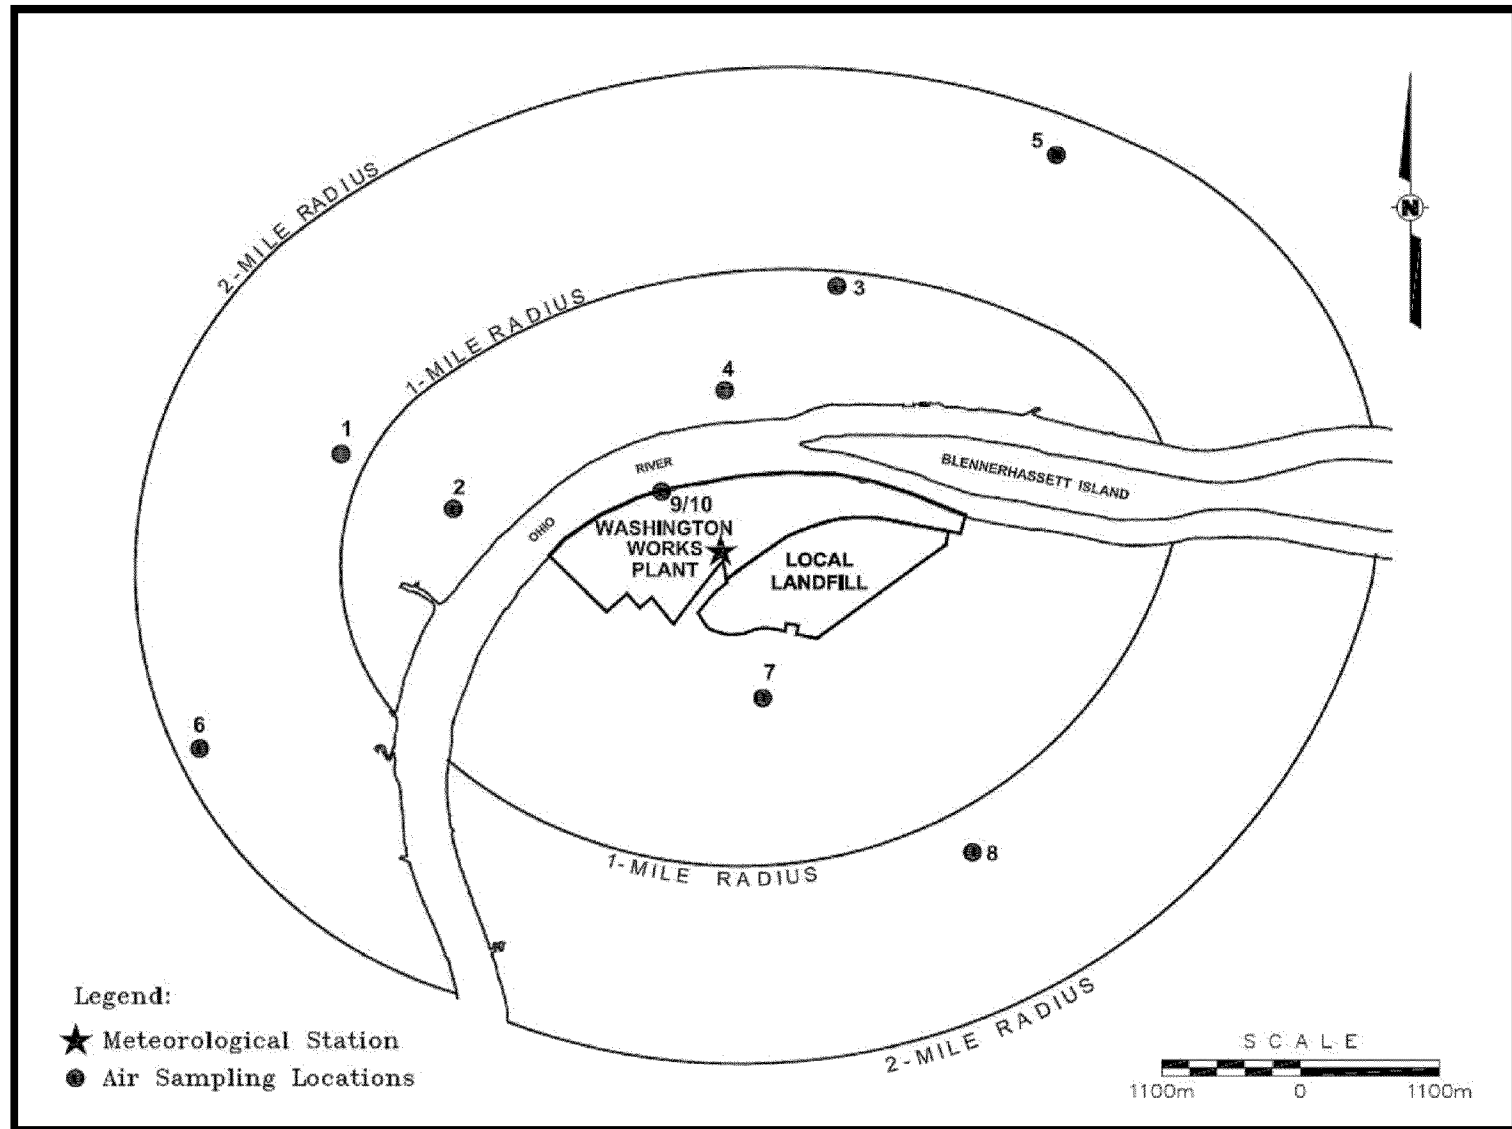 5
2-MILE RADIUS
N
1-MILE RADIUS
3
4
1
2
RIVER
BLENNERHASSETT ISLAND
9/10
OHIO
WASHINGTON
WORKS
PLANT
LOCAL
LANDFILL
7
6
8
1-MILE RADIUS
2-MILE RADIUS
Legend:
Meteorological Station
Air Sampling Locations
SCALE
1100m 0 1100m